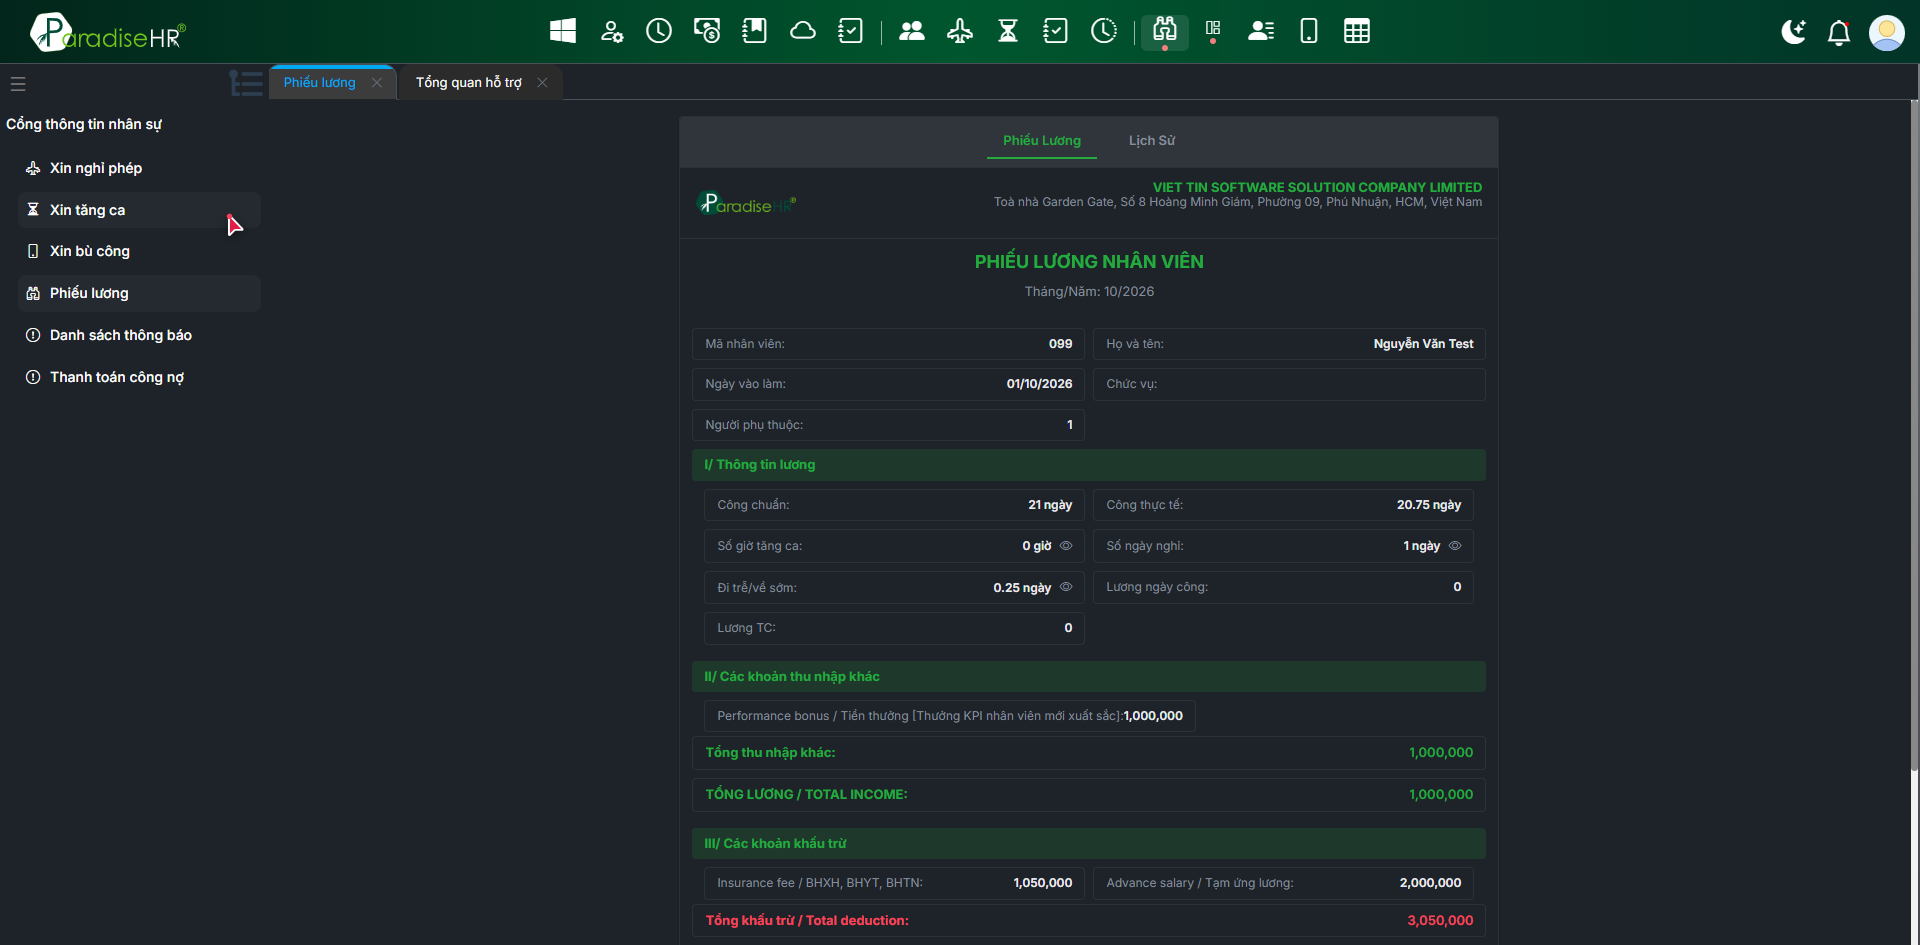 ParadiseHR®
Phiếu lương
Tổng quan hỗ trợ
Cổng thông tin nhân sự
Xin nghỉ phép
Xin tăng ca
Xin bù công
Phiếu lương
Danh sách thông báo
Thanh toán công nợ
Phiếu Lương
Lịch Sử
ParadiseHR®
VIET TIN SOFTWARE SOLUTION COMPANY LIMITED
Toà nhà Garden Gate, Số 8 Hoàng Minh Giám, Phường 09, Phú Nhuận, HCM, Việt Nam
PHIẾU LƯƠNG NHÂN VIÊN
Tháng/Năm: 10/2026
Mã nhân viên: 099
Họ và tên: Nguyễn Văn Test
Ngày vào làm: 01/10/2026
Chức vụ:
Người phụ thuộc: 1
I/ Thông tin lương
Công chuẩn: 21 ngày
Công thực tế: 20.75 ngày
Số giờ tăng ca: 0 giờ
Số ngày nghỉ: 1 ngày
Đi trễ/về sớm: 0.25 ngày
Lương ngày công: 0
Lương TC: 0
II/ Các khoản thu nhập khác
Performance bonus / Tiền thưởng [Thưởng KPI nhân viên mới xuất sắc]:1,000,000
Tổng thu nhập khác: 1,000,000
TỔNG LƯƠNG / TOTAL INCOME: 1,000,000
III/ Các khoản khấu trừ
Insurance fee / BHXH, BHYT, BHTN: 1,050,000
Advance salary / Tạm ứng lương: 2,000,000
Tổng khấu trừ / Total deduction: 3,050,000